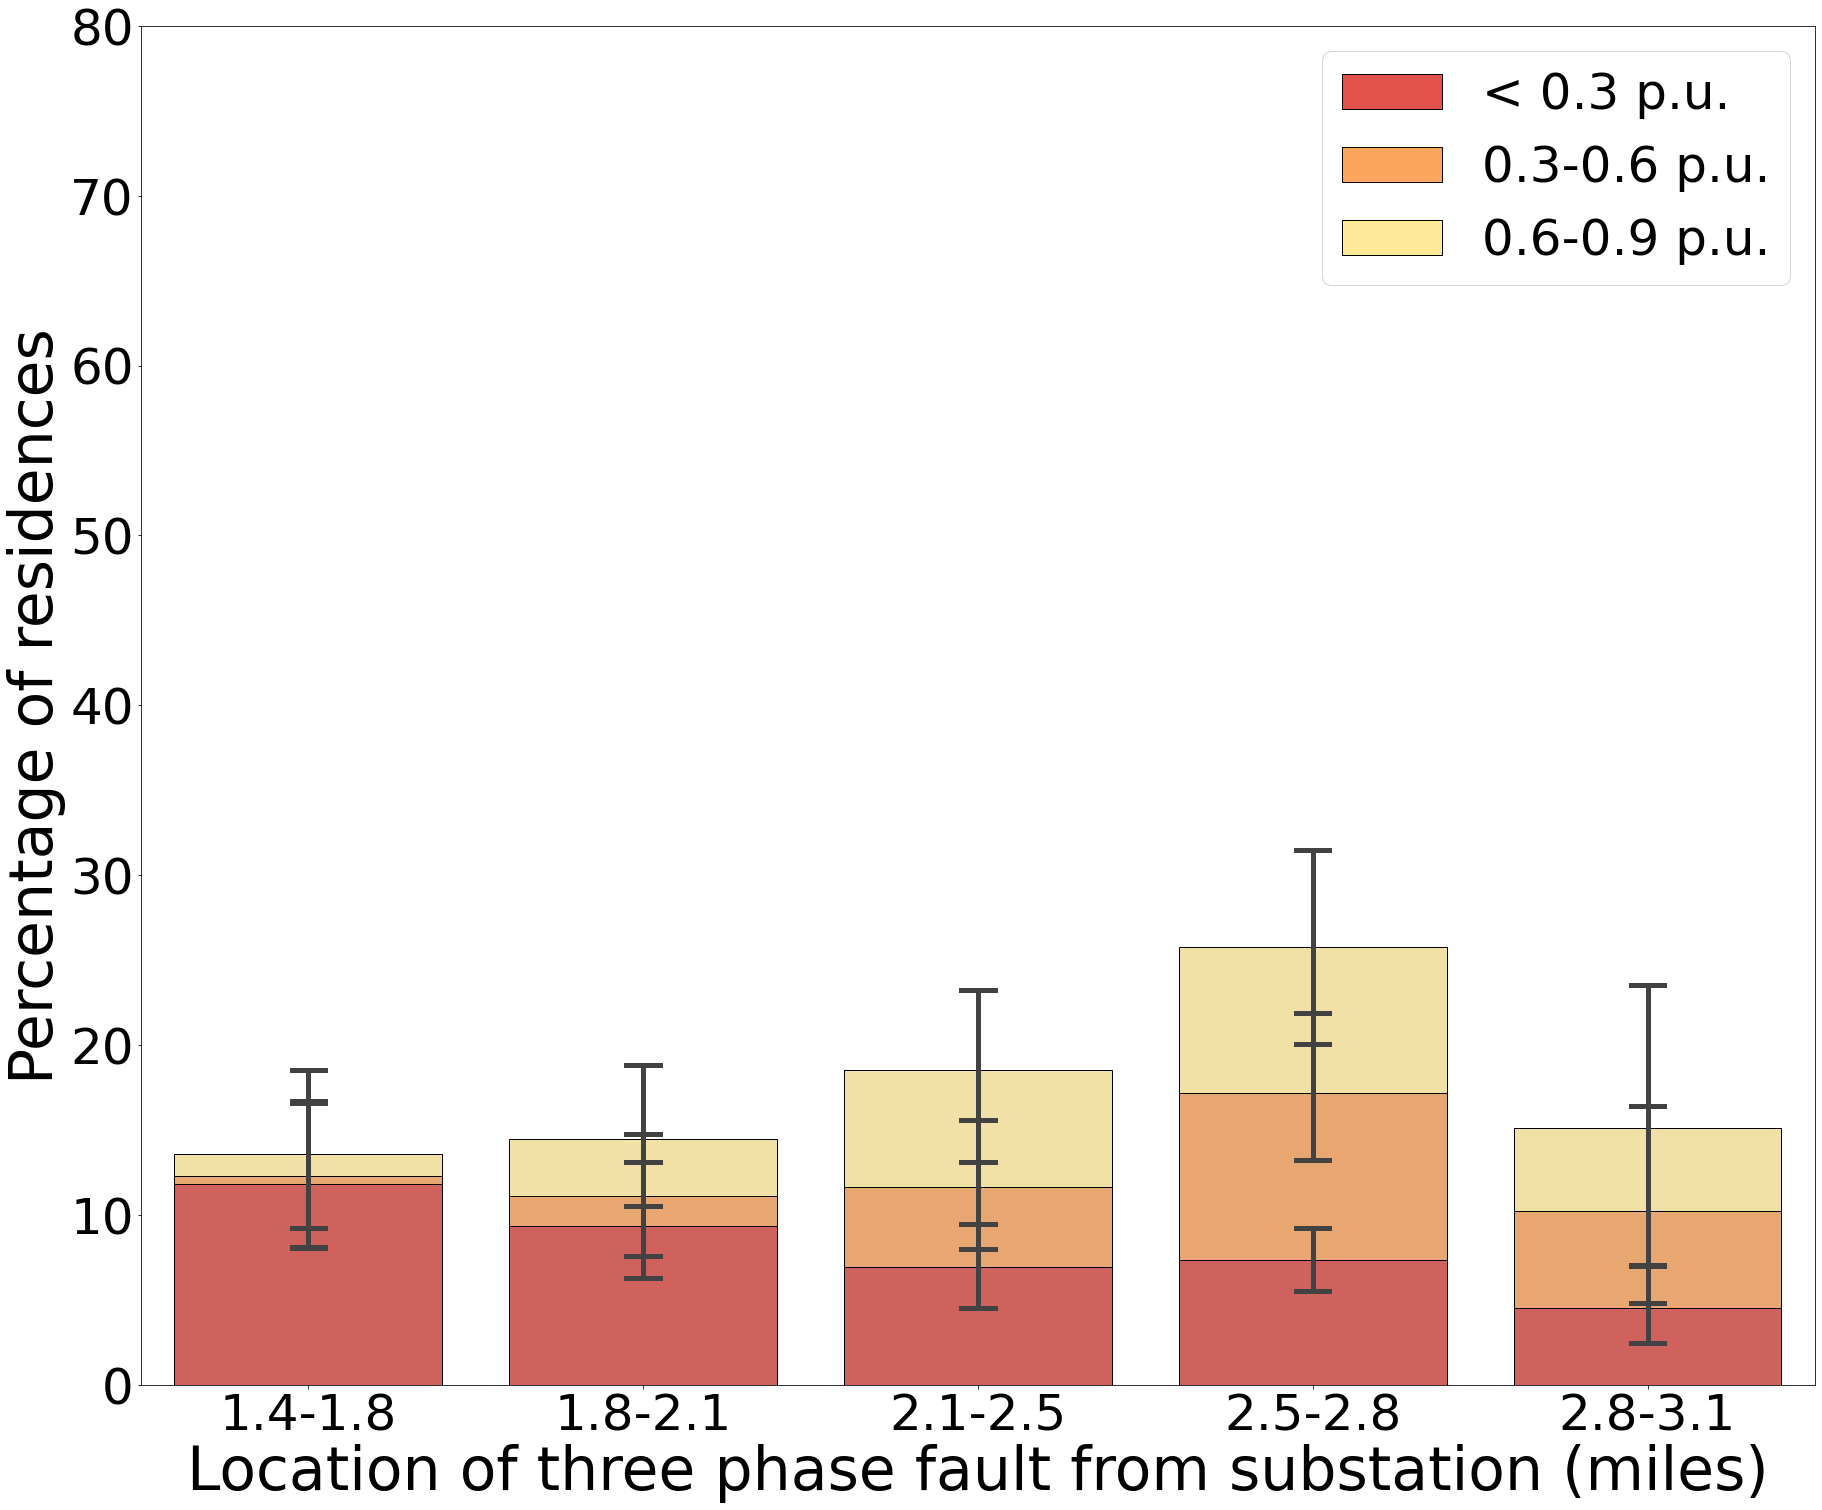 80
70
60
50
40
30
20
10
0
Percentage of residences
< 0.3 p.u.
0.3-0.6 p.u.
0.6-0.9 p.u.
1.4-1.8 1.8-2.1 2.1-2.5 2.5-2.8 2.8-3.1
Location of three phase fault from substation (miles)